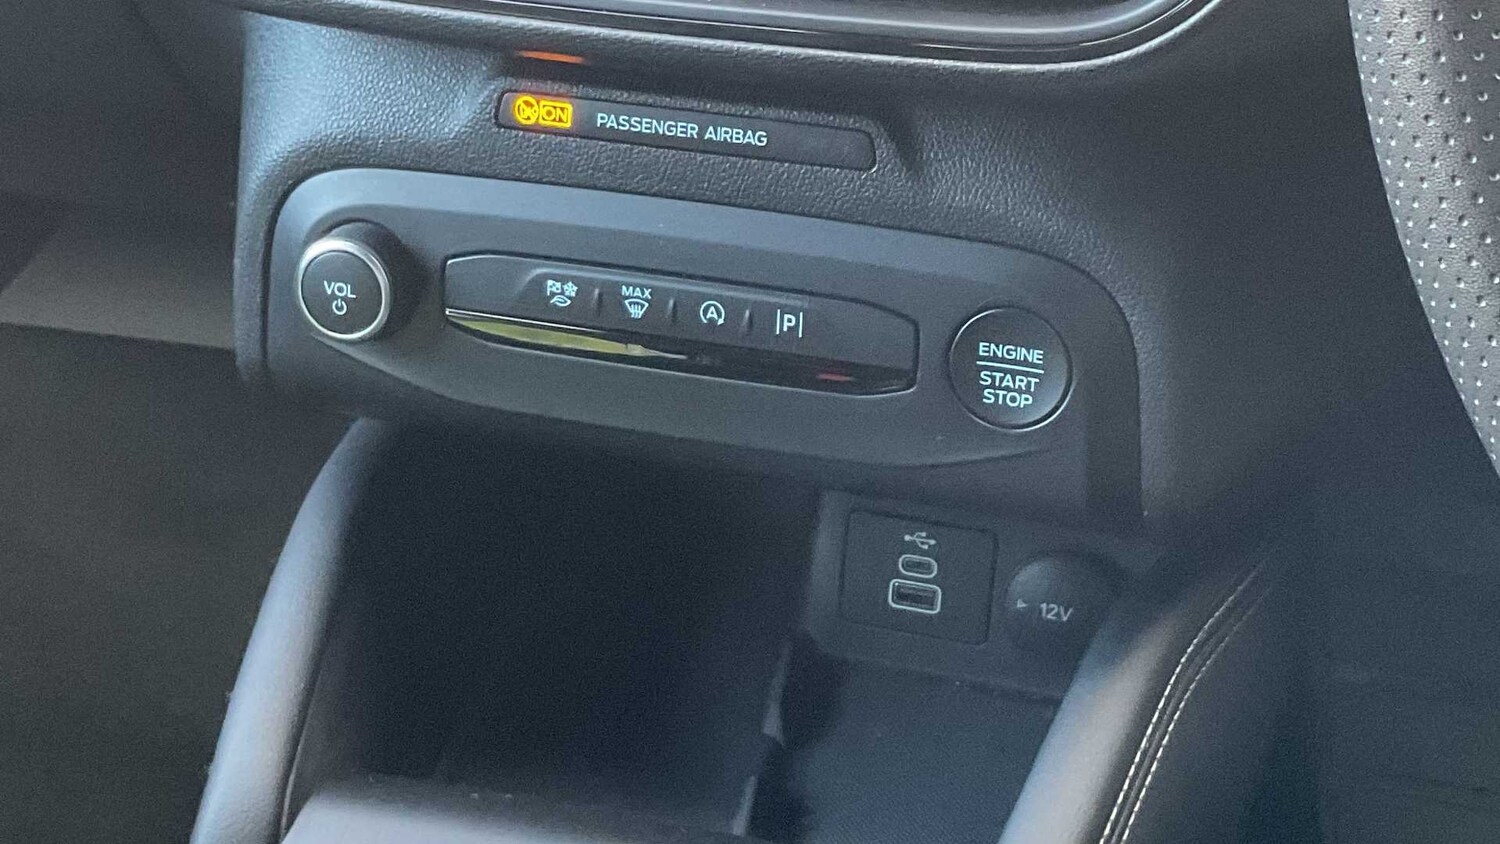 ON
PASSENGER AIRBAG
VOL
MAX
A
P
ENGINE
START
STOP
12V